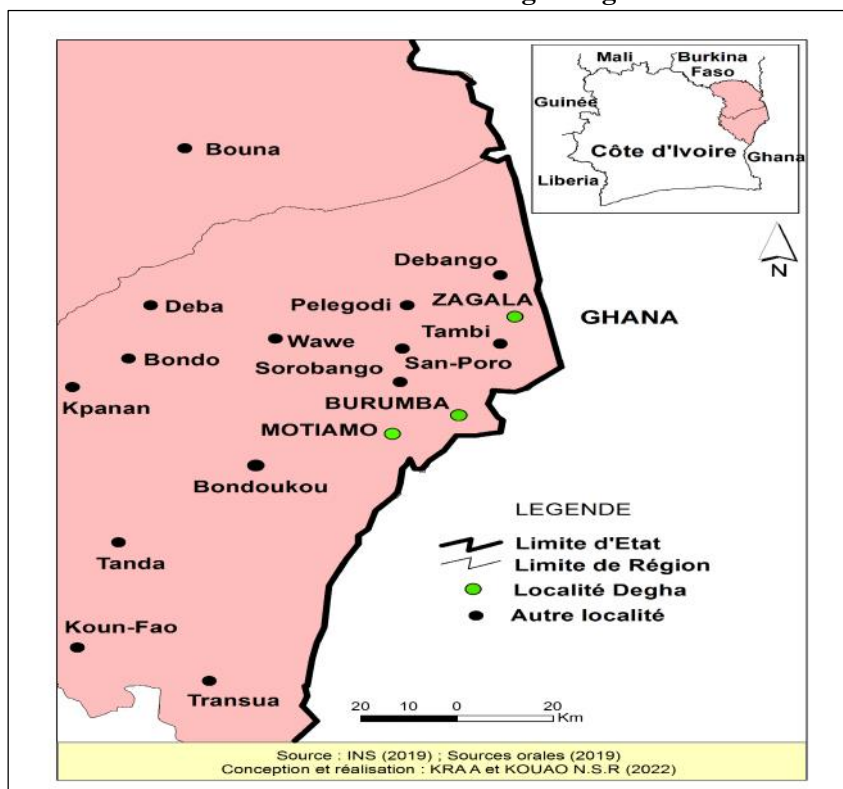 Mali
Burkina
Faso
Guinée
Côte d'Ivoire
Ghana
Liberia
N
Bouna
Debango
Deba
Pelegodi
ZAGALA
GHANA
Wawe
Tambi
Bondo
San-Poro
Sorobango
Kpanan
BURUMBA
MOTIAMO
Bondoukou
Tanda
Koun-Fao
Transua
LEGENDE
Limite d'Etat
Limite de Région
Localité Degha
Autre localité
20 10 0 20
Km
Source : INS (2019) ; Sources orales (2019)
Conception et réalisation : KRA A et KOUAO N.S.R (2022)